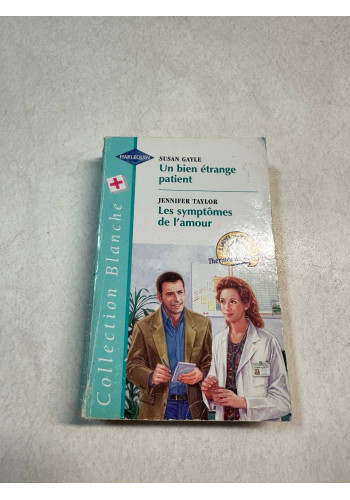 HARLEQUIN
SUSAN GAYLE
Un bien étrange
patient
JENNIFER TAYLOR
Les symptômes
de l'amour
Collection Blanche